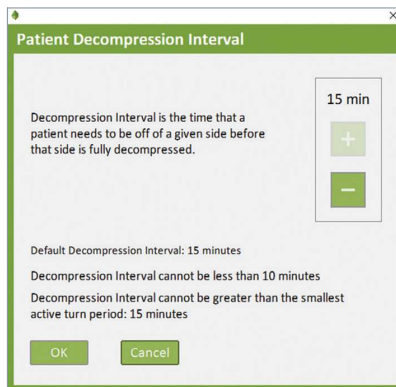 Patient Decompression Interval
15 min
Decompression Interval is the time that a
patient needs to be off of a given side before
that side is fully decompressed.
+
−
Default Decompression Interval: 15 minutes
Decompression Interval cannot be less than 10 minutes
Decompression Interval cannot be greater than the smallest
active turn period: 15 minutes
OK
Cancel